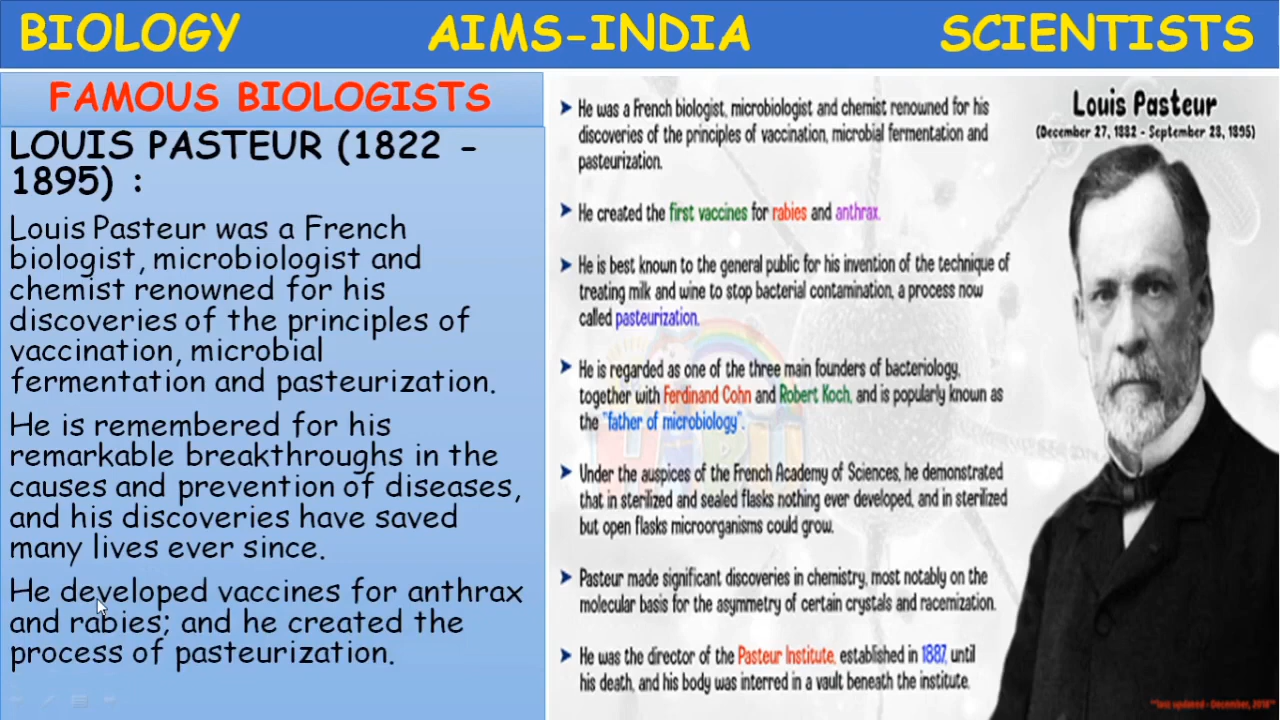 BIOLOGY AIMS-INDIA SCIENTISTS
FAMOUS BIOLOGISTS
LOUIS PASTEUR (1822 -
1895) :
Louis Pasteur was a French
biologist, microbiologist and
chemist renowned for his
discoveries of the principles of
vaccination, microbial
fermentation and pasteurization.
He is remembered for his
remarkable breakthroughs in the
causes and prevention of diseases,
and his discoveries have saved
many lives ever since.
He developed vaccines for anthrax
and rabies; and he created the
process of pasteurization.
He was a French biologist, microbiologist and chemist renowned for his
discoveries of the principles of vaccination, microbial fermentation and
pasteurization.
He created the first vaccines for rabies and anthrax.
He is best known to the general public for his invention of the technique of
treating milk and wine to stop bacterial contamination, a process now
called pasteurization.
He is regarded as one of the three main founders of bacteriology,
together with Ferdinand Cohn and Robert Koch, and is popularly known as
the "father of microbiology".
Under the auspices of the French Academy of Sciences, he demonstrated
that in sterilized and sealed flasks nothing ever developed, and in sterilized
but open flasks microorganisms could grow.
Pasteur made significant discoveries in chemistry, most notably on the
molecular basis for the asymmetry of certain crystals and racemization.
He was the director of the Pasteur Institute, established in 1887, until
his death, and his body was interred in a vault beneath the institute.
Louis Pasteur
(December 27, 1882 - September 28, 1895)
**last updated - December, 2018**